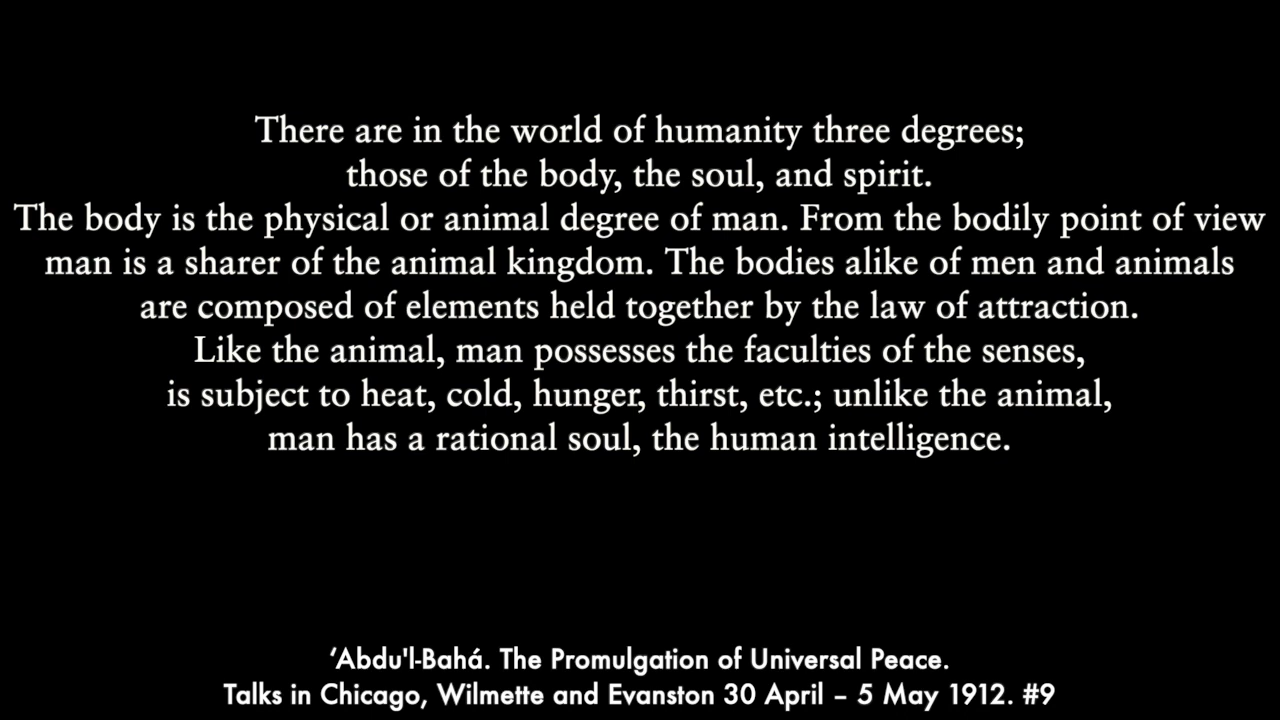 There are in the world of humanity three degrees;
those of the body, the soul, and spirit.
The body is the physical or animal degree of man. From the bodily point of view
man is a sharer of the animal kingdom. The bodies alike of men and animals
are composed of elements held together by the law of attraction.
Like the animal, man possesses the faculties of the senses,
is subject to heat, cold, hunger, thirst, etc.; unlike the animal,
man has a rational soul, the human intelligence.
‘Abdu'l-Bahá. The Promulgation of Universal Peace.
Talks in Chicago, Wilmette and Evanston 30 April – 5 May 1912. #9